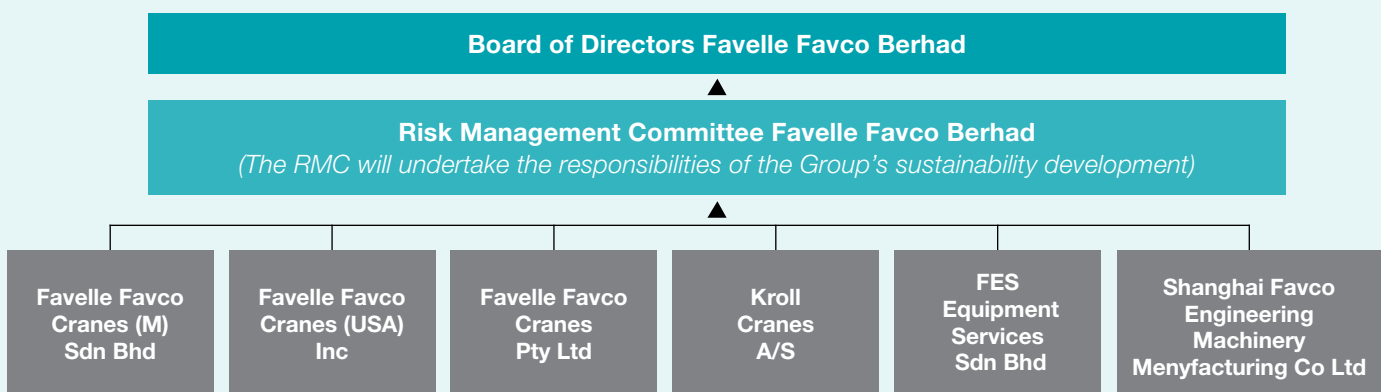 Board of Directors Favelle Favco Berhad
Risk Management Committee Favelle Favco Berhad
(The RMC will undertake the responsibilities of the Group's sustainability development)
Favelle Favco
Cranes (M)
Sdn Bhd
Favelle Favco
Cranes (USA)
Inc
Favelle Favco
Cranes
Pty Ltd
Kroll
Cranes
A/S
FES
Equipment
Services
Sdn Bhd
Shanghai Favco
Engineering
Machinery
Menyfacturing Co Ltd